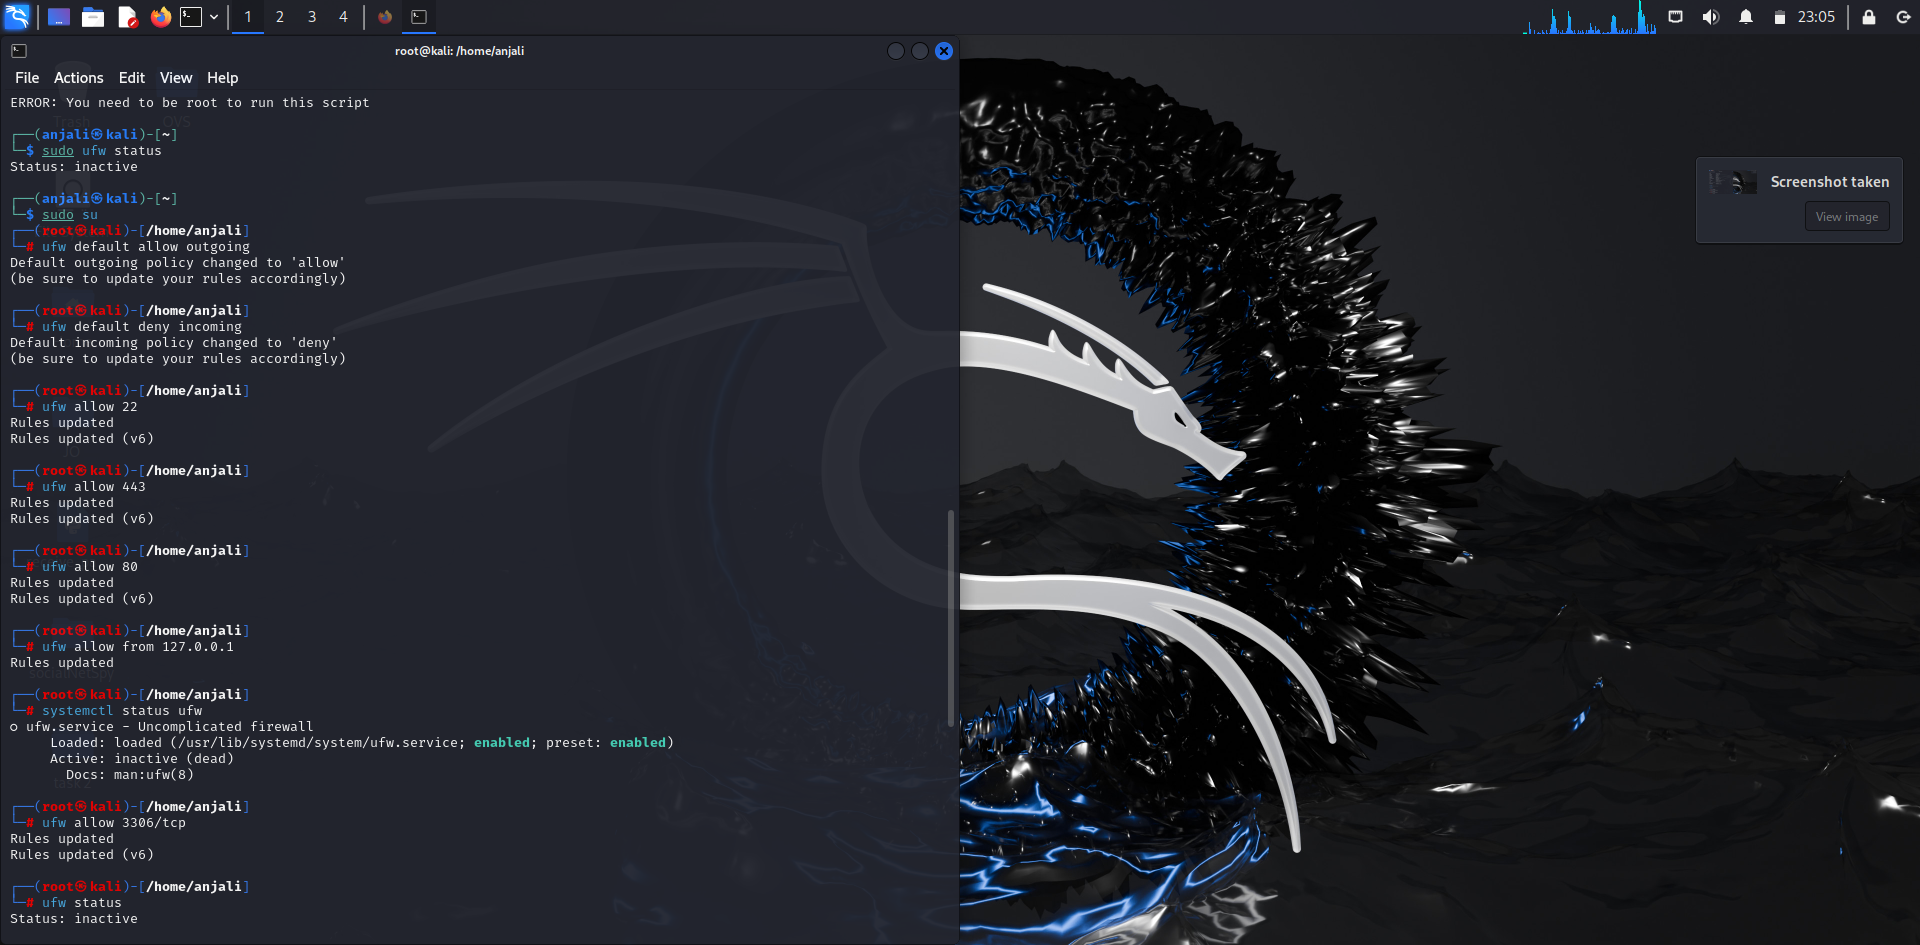 1 2 3 4
23:05
root@kali: /home/anjali
File Actions Edit View Help
ERROR: You need to be root to run this script
┌──(anjali㉿kali)-[~]
└─$ sudo ufw status
Status: inactive
┌──(anjali㉿kali)-[~]
└─$ sudo su
┌──(root㉿kali)-[/home/anjali]
└─# ufw default allow outgoing
Default outgoing policy changed to 'allow'
(be sure to update your rules accordingly)
┌──(root㉿kali)-[/home/anjali]
└─# ufw default deny incoming
Default incoming policy changed to 'deny'
(be sure to update your rules accordingly)
┌──(root㉿kali)-[/home/anjali]
└─# ufw allow 22
Rules updated
Rules updated (v6)
┌──(root㉿kali)-[/home/anjali]
└─# ufw allow 443
Rules updated
Rules updated (v6)
┌──(root㉿kali)-[/home/anjali]
└─# ufw allow 80
Rules updated
Rules updated (v6)
┌──(root㉿kali)-[/home/anjali]
└─# ufw allow from 127.0.0.1
Rules updated
┌──(root㉿kali)-[/home/anjali]
└─# systemctl status ufw
○ ufw.service - Uncomplicated firewall
Loaded: loaded (/usr/lib/systemd/system/ufw.service; enabled; preset: enabled)
Active: inactive (dead)
Docs: man:ufw(8)
┌──(root㉿kali)-[/home/anjali]
└─# ufw allow 3306/tcp
Rules updated
Rules updated (v6)
┌──(root㉿kali)-[/home/anjali]
└─# ufw status
Status: inactive
Trash
socialNetSpy
Screenshot taken
View image